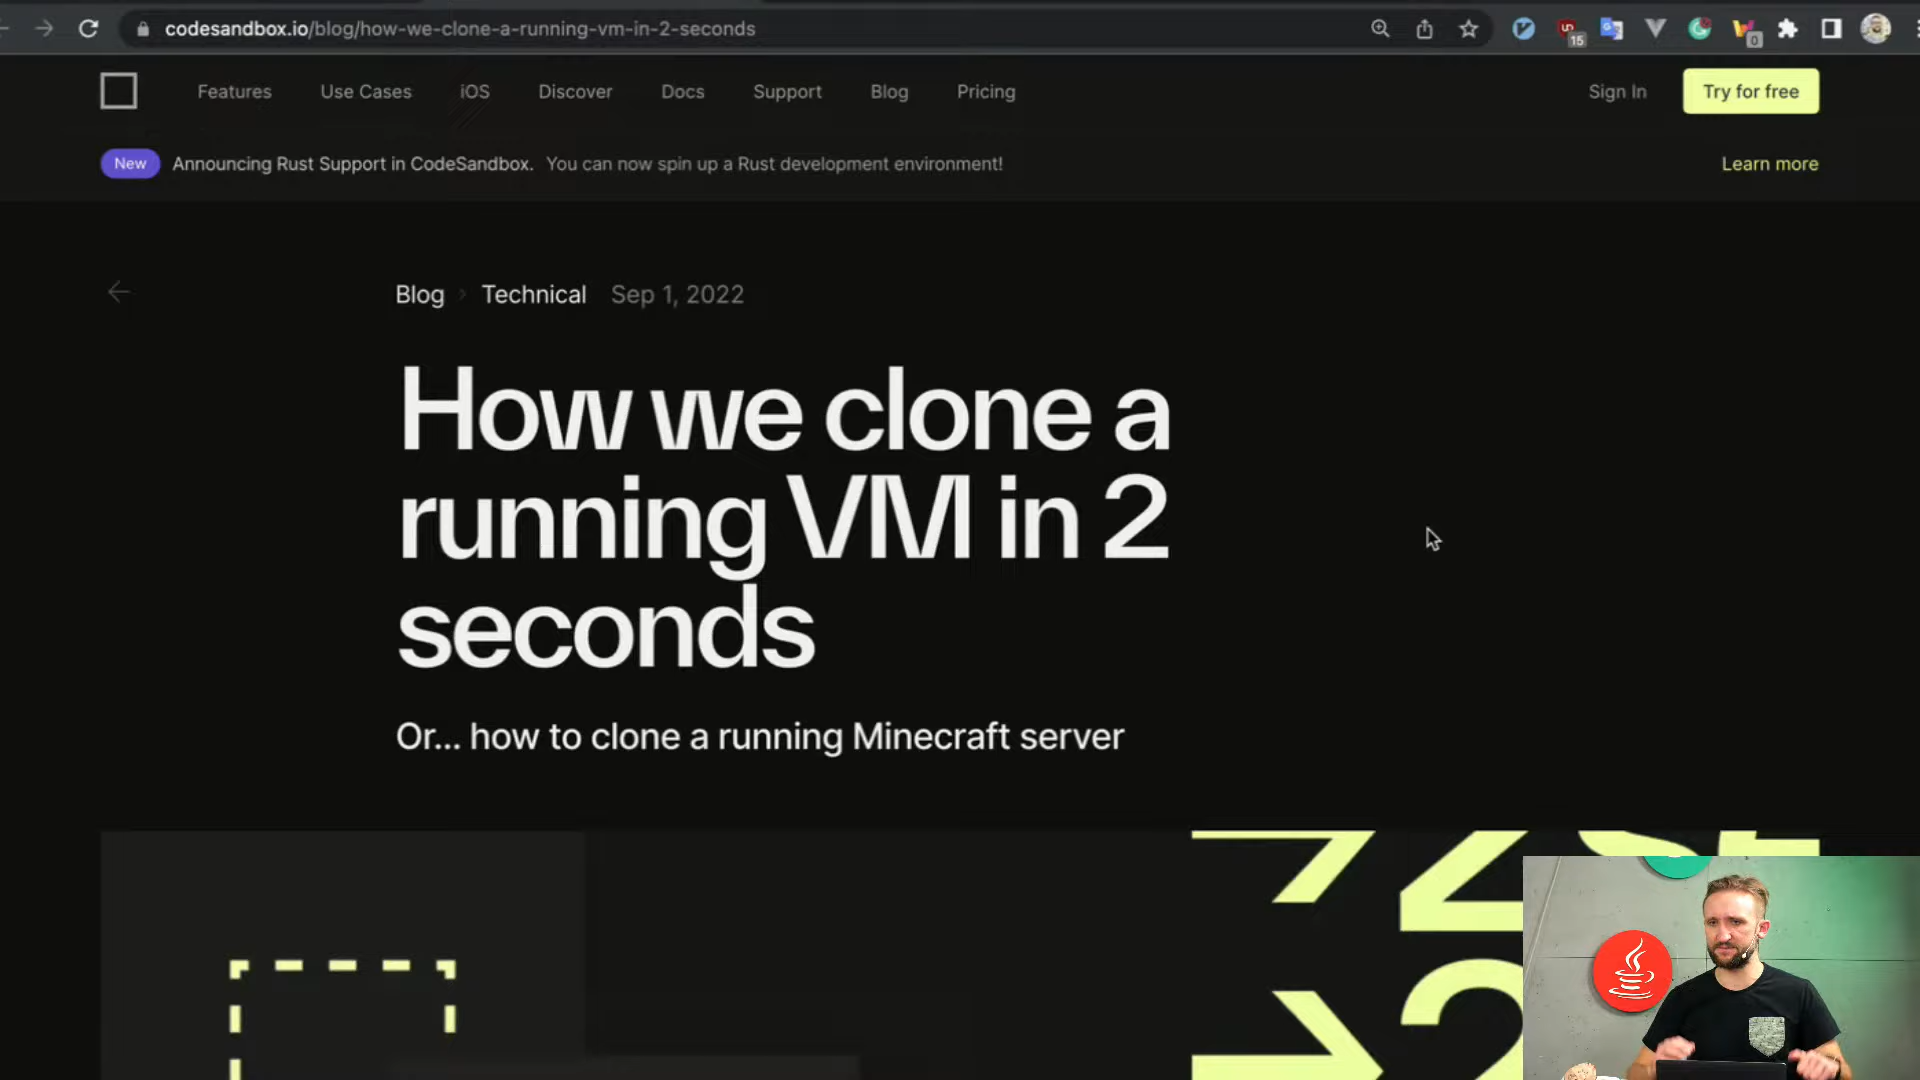 codesandbox.io/blog/how-we-clone-a-running-vm-in-2-seconds
15
0
Features Use Cases iOS Discover Docs Support Blog Pricing Sign In Try for free
New Announcing Rust Support in CodeSandbox. You can now spin up a Rust development environment! Learn more
Blog › Technical Sep 1, 2022
How we clone a
running VM in 2
seconds
Or... how to clone a running Minecraft server
→2
→2